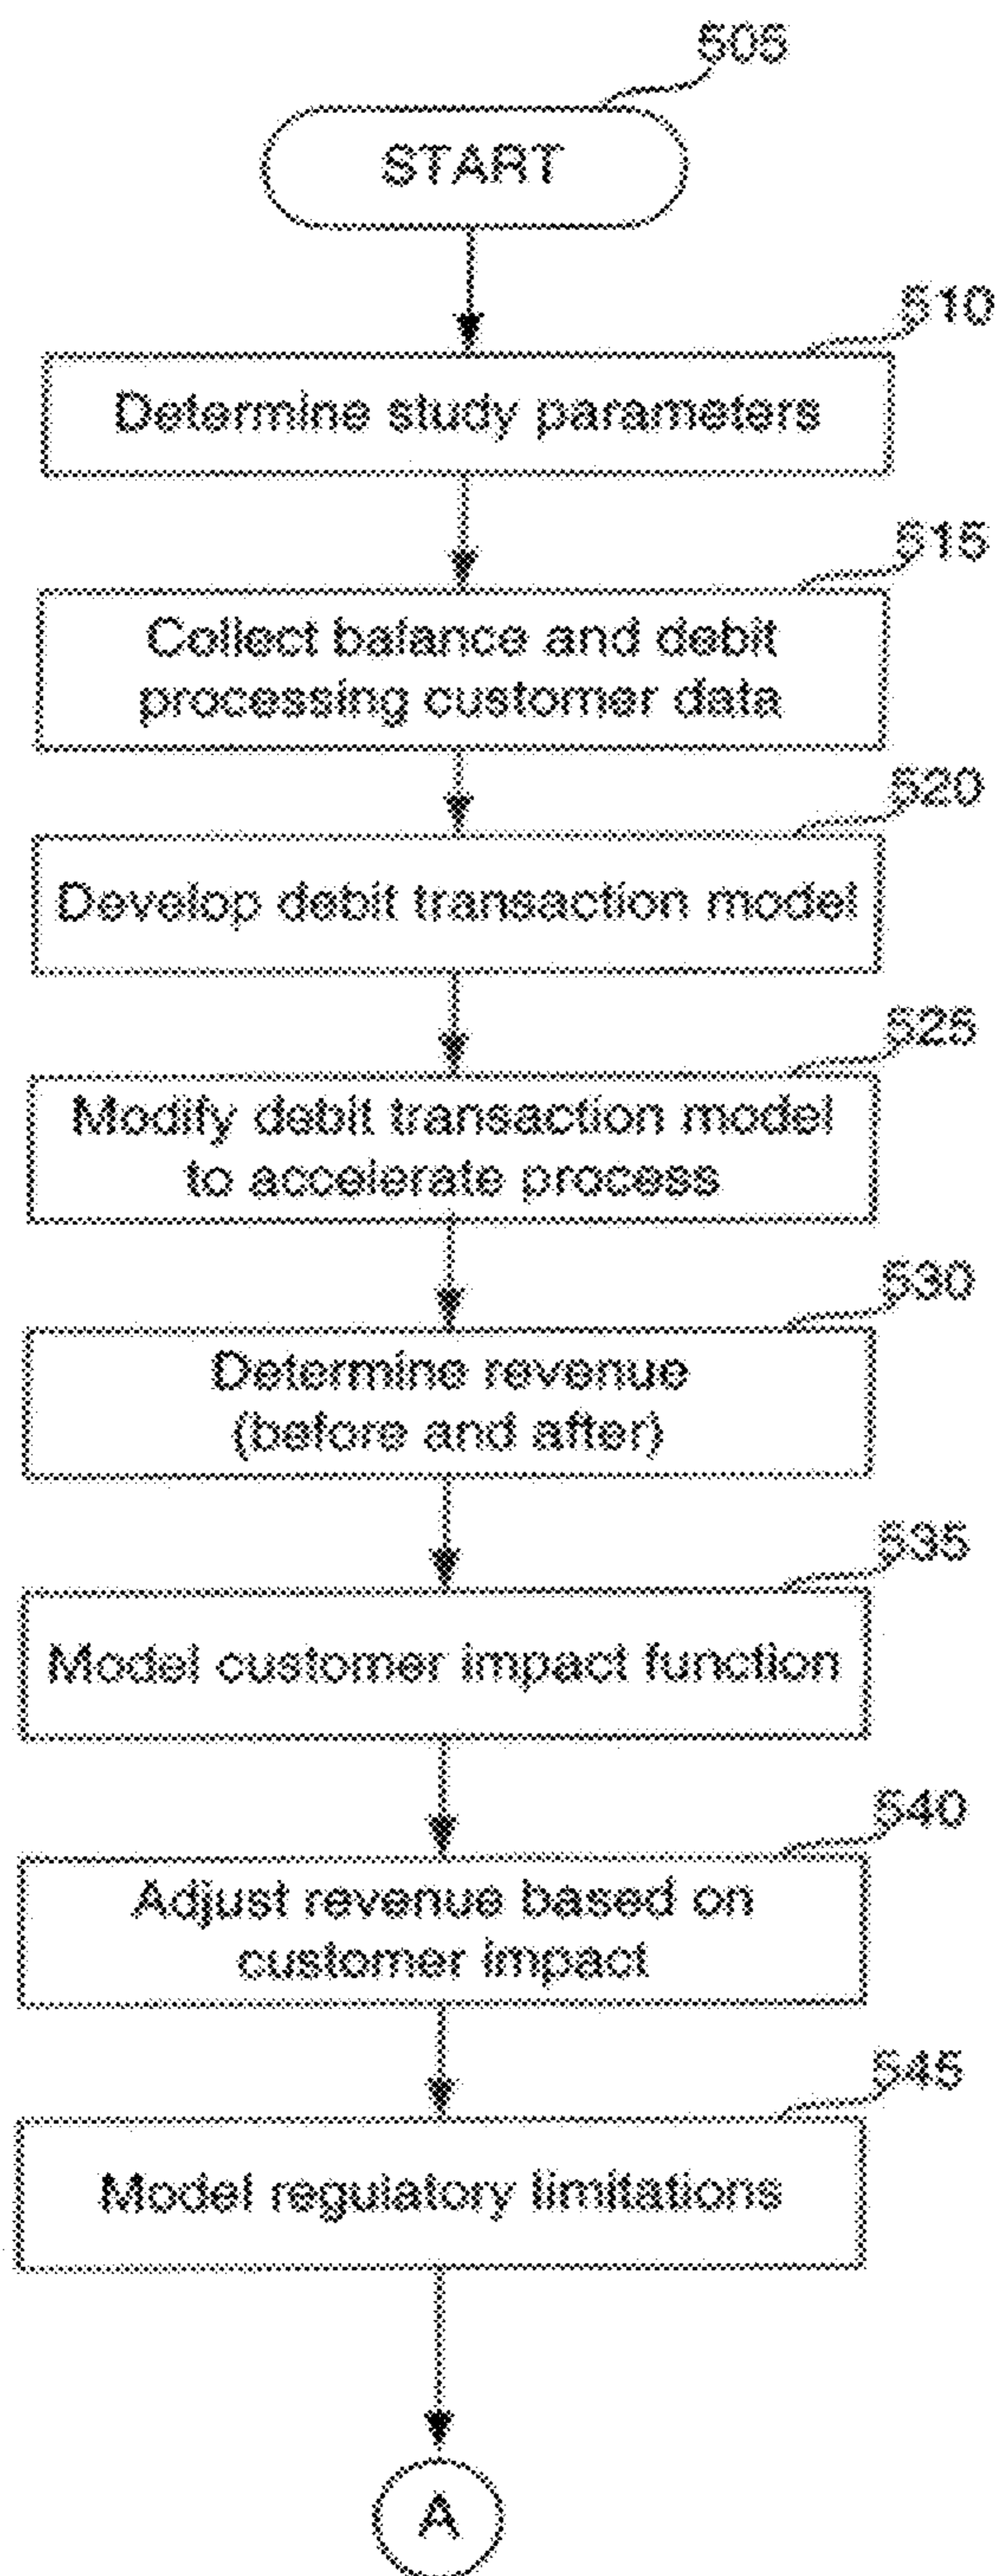 505
START
510
Determine study parameters
515
Collect balance and debit
processing customer data
520
Develop debit transaction model
525
Modify debit transaction model
to accelerate process
530
Determine revenue
(before and after)
535
Model customer impact function
540
Adjust revenue based on
customer impact
545
Model regulatory limitations
A